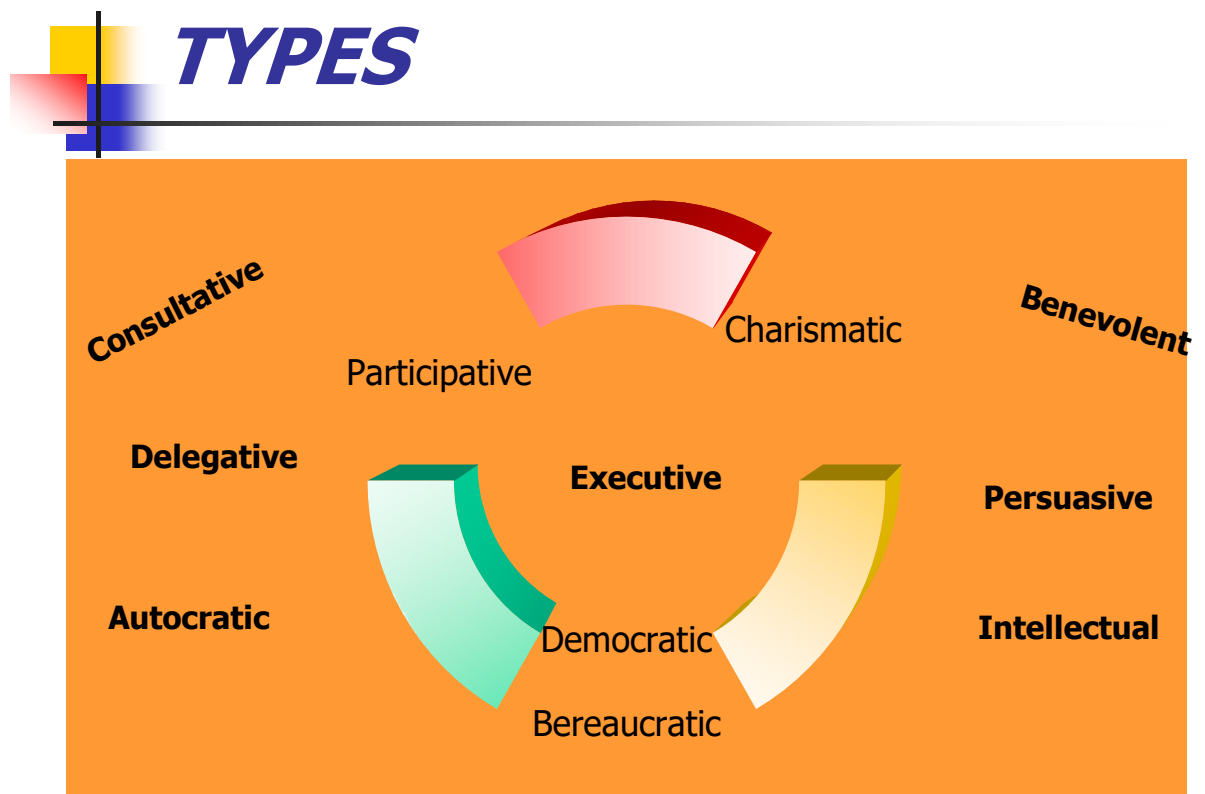 TYPES
Consultative
Benevolent
Charismatic
Participative
Delegative
Executive
Persuasive
Autocratic
Intellectual
Democratic
Bereaucratic